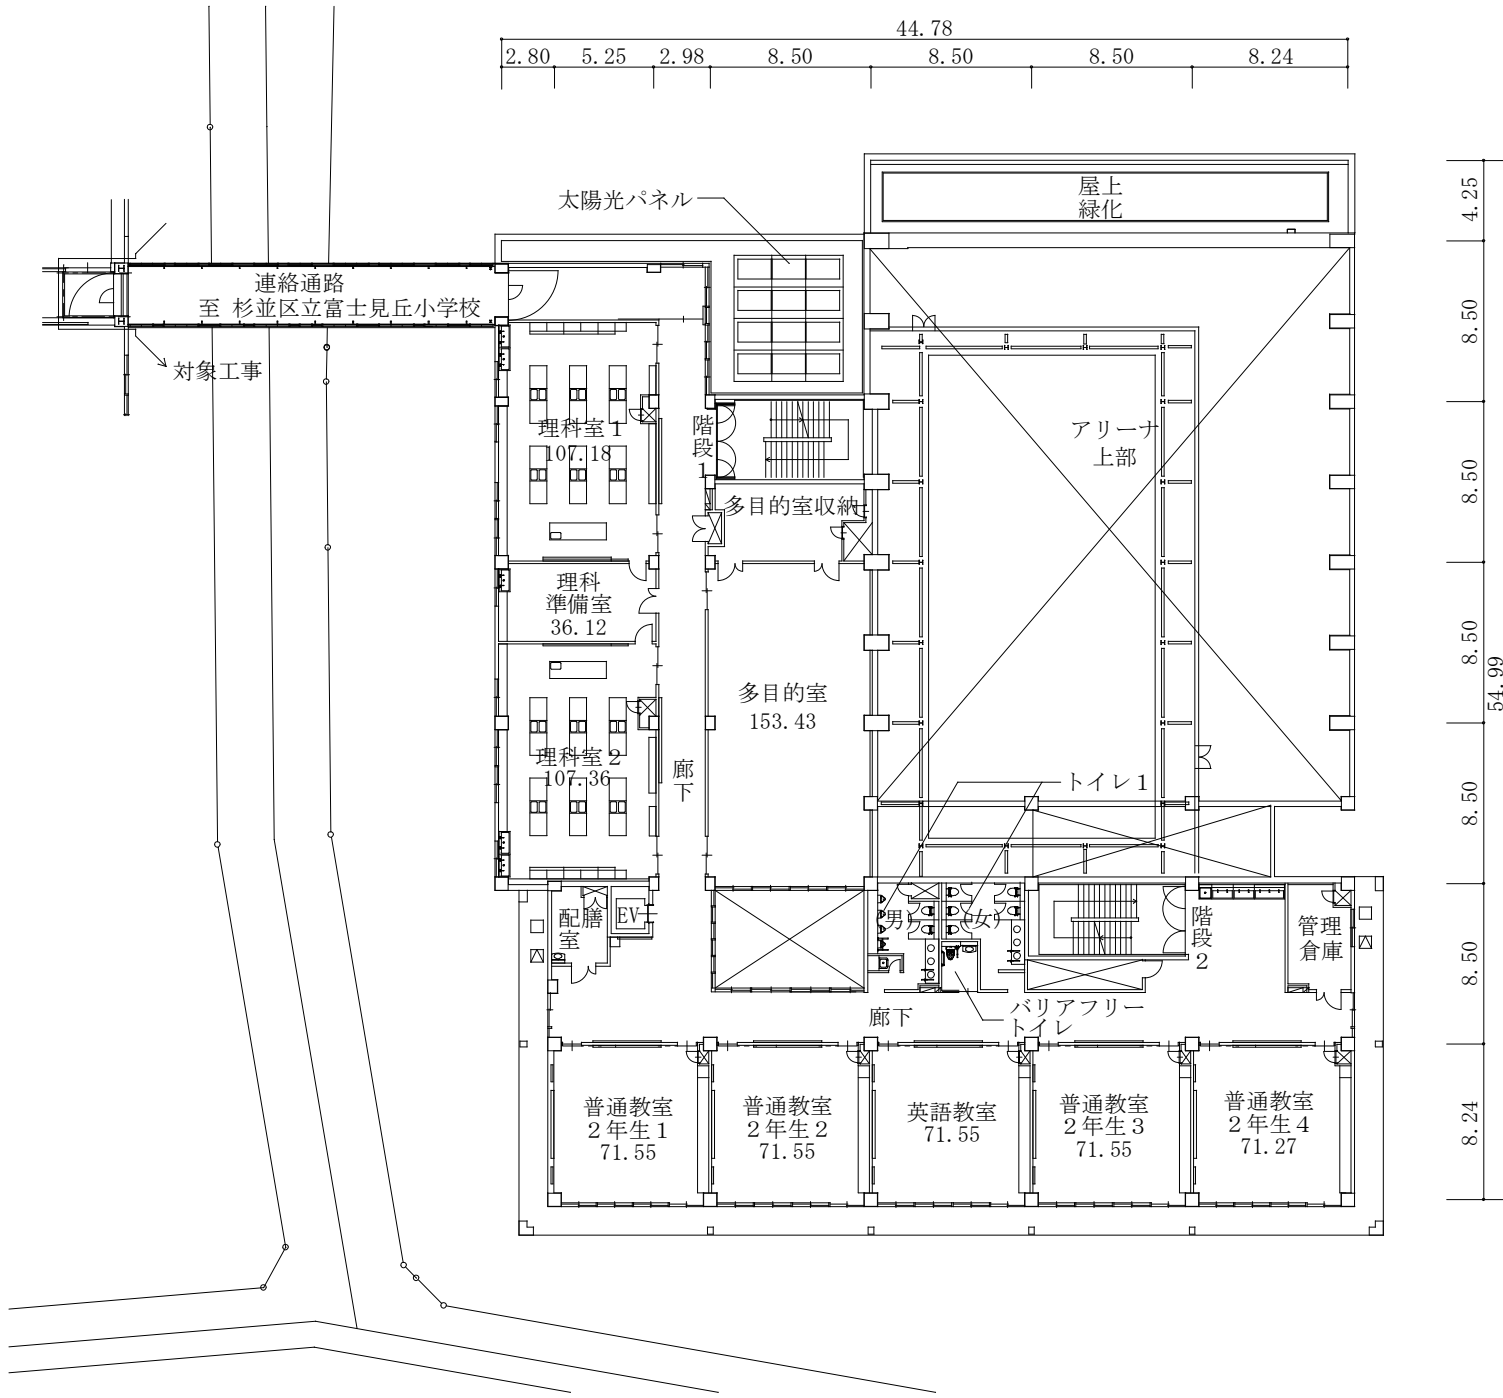 44.78
2.80 5.25 2.98 8.50 8.50 8.50 8.24
太陽光パネル
屋上
緑化
4.25
連絡通路
至 杉並区立富士見丘小学校
対象工事
8.50
理科室1
107.18
階段1
アリーナ
上部
8.50
多目的室収納
理科
準備室
36.12
8.50
54.99
多目的室
153.43
理科室2
107.36
廊下
トイレ1
8.50
配膳室
EV
(男)
(女)
階段2
管理
倉庫
8.50
廊下
バリアフリー
トイレ
普通教室
2年生1
71.55
普通教室
2年生2
71.55
英語教室
71.55
普通教室
2年生3
71.55
普通教室
2年生4
71.27
8.24